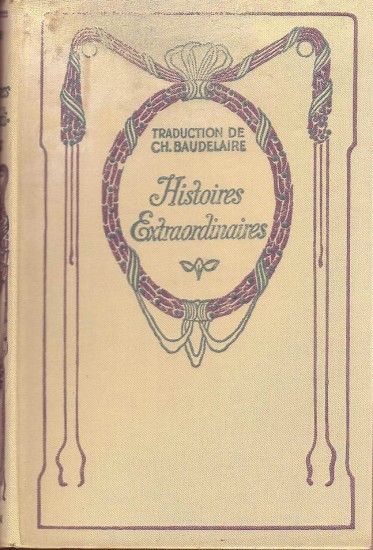 TRADUCTION DE
CH. BAUDELAIRE
Histoires
Extraordinaires